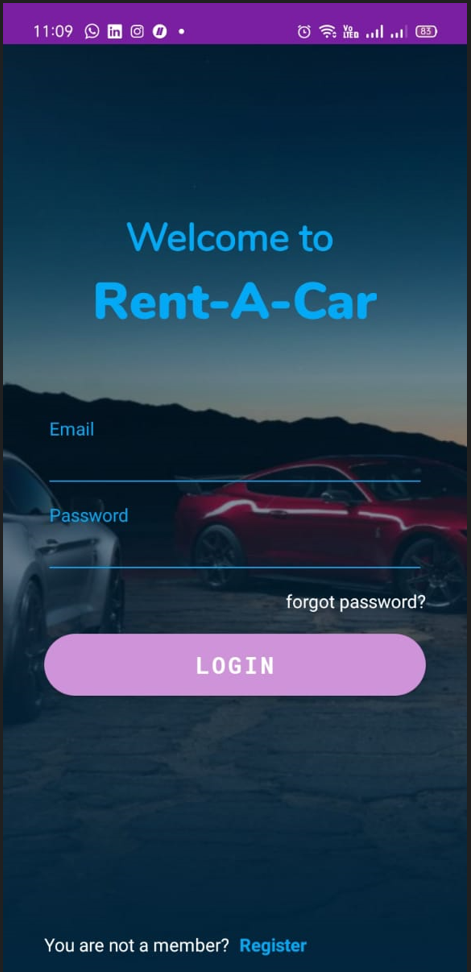 11:09
Vo
LTE
83
Welcome to
Rent-A-Car
Email
Password
forgot password?
LOGIN
You are not a member? Register